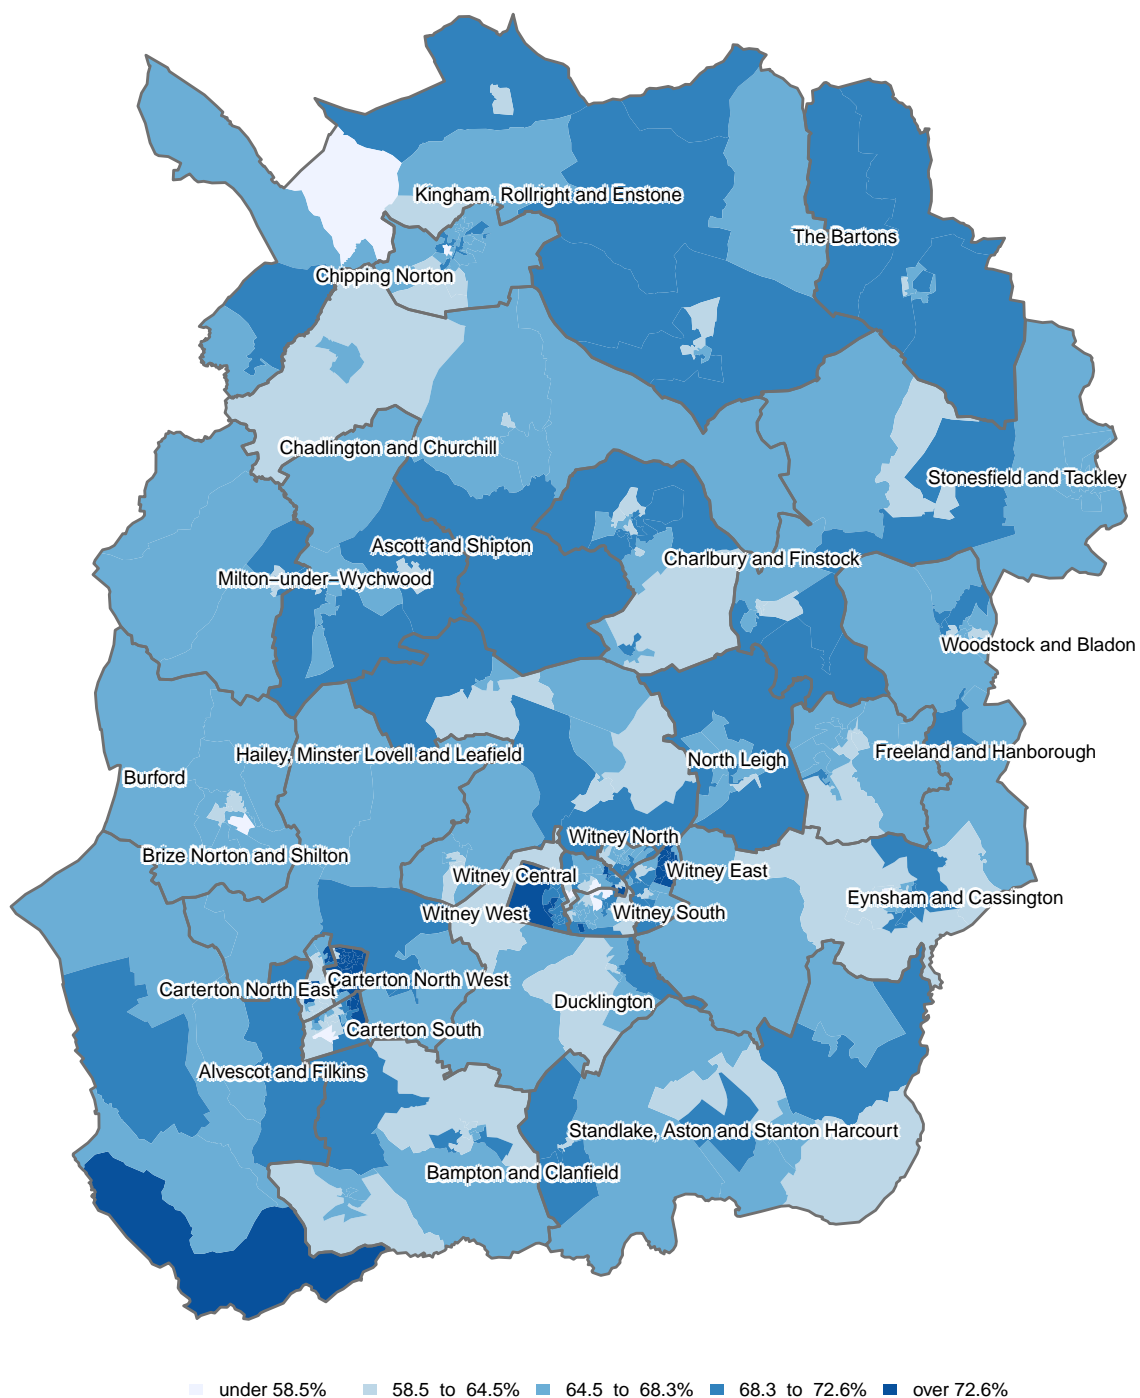 Kingham, Rollright and Enstone
The Bartons
Chipping Norton
Chadlington and Churchill
Stonesfield and Tackley
Ascott and Shipton
Charlbury and Finstock
Milton−under−Wychwood
Woodstock and Bladon
Hailey, Minster Lovell and Leafield
Freeland and Hanborough
North Leigh
Burford
Witney North
Brize Norton and Shilton
Witney East
Witney Central
Eynsham and Cassington
Witney West
Witney South
Carterton North West
Carterton North East
Ducklington
Carterton South
Alvescot and Filkins
Standlake, Aston and Stanton Harcourt
Bampton and Clanfield
under 58.5% 58.5 to 64.5% 64.5 to 68.3% 68.3 to 72.6% over 72.6%